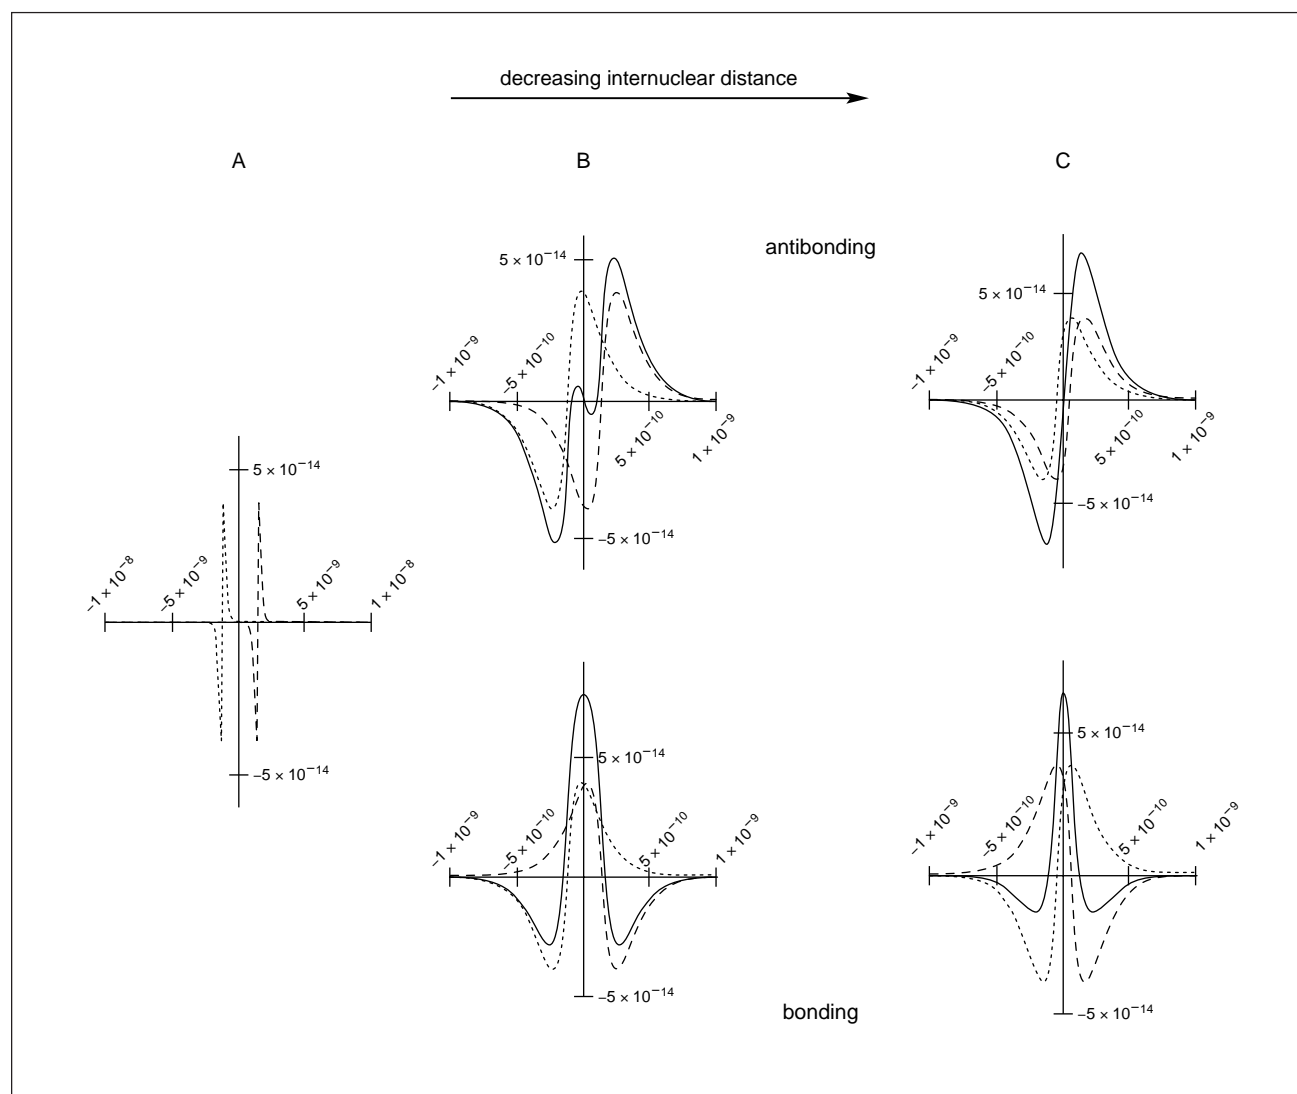 decreasing internuclear distance
A
B
C
antibonding
5 × 10⁻¹⁴
−1 × 10⁻⁹
−5 × 10⁻¹⁰
5 × 10⁻¹⁰
1 × 10⁻⁹
−5 × 10⁻¹⁴
5 × 10⁻¹⁴
−1 × 10⁻⁹
−5 × 10⁻¹⁰
5 × 10⁻¹⁰
1 × 10⁻⁹
−5 × 10⁻¹⁴
5 × 10⁻¹⁴
−1 × 10⁻⁸
−5 × 10⁻⁹
5 × 10⁻⁹
1 × 10⁻⁸
−5 × 10⁻¹⁴
5 × 10⁻¹⁴
−1 × 10⁻⁹
−5 × 10⁻¹⁰
5 × 10⁻¹⁰
1 × 10⁻⁹
−5 × 10⁻¹⁴
5 × 10⁻¹⁴
−1 × 10⁻⁹
−5 × 10⁻¹⁰
5 × 10⁻¹⁰
1 × 10⁻⁹
−5 × 10⁻¹⁴
bonding